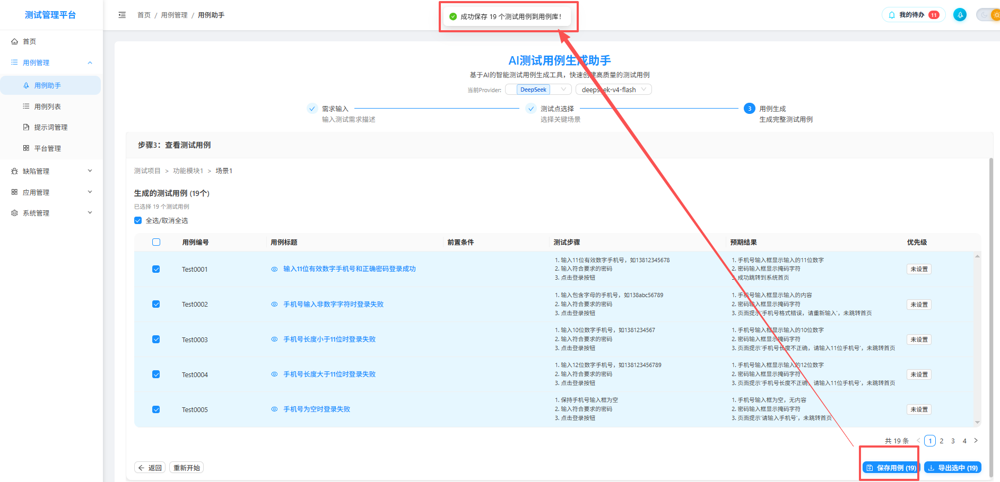 测试管理平台
首页 / 用例管理 / 用例助手
成功保存 19 个测试用例到用例库！
我的待办 11
首页
用例管理
用例助手
用例列表
提示词管理
平台管理
缺陷管理
应用管理
系统管理
AI测试用例生成助手
基于AI的智能测试用例生成工具，快速创建高质量的测试用例
当前Provider: DeepSeek deepseek-v4-flash
需求输入
输入测试需求描述
测试点选择
选择关键场景
3 用例生成
生成完整测试用例
步骤3：查看测试用例
测试项目 > 功能模块1 > 场景1
生成的测试用例 (19个)
已选择 19 个测试用例
全选/取消全选
用例编号 用例标题 前置条件 测试步骤 预期结果 优先级
Test0001 输入11位有效数字手机号和正确密码登录成功
1. 输入11位有效数字手机号，如13812345678
2. 输入符合要求的密码
3. 点击登录按钮
1. 手机号输入框显示输入的11位数字
2. 密码输入框显示掩码字符
3. 成功跳转到系统首页
未设置
Test0002 手机号输入非数字字符时登录失败
1. 输入包含字母的手机号，如138abc56789
2. 输入符合要求的密码
3. 点击登录按钮
1. 手机号输入框显示输入的内容
2. 密码输入框显示掩码字符
3. 页面提示'手机号格式错误，请重新输入'，未跳转首页
未设置
Test0003 手机号长度小于11位时登录失败
1. 输入10位数字手机号，如1381234567
2. 输入符合要求的密码
3. 点击登录按钮
1. 手机号输入框显示输入的10位数字
2. 密码输入框显示掩码字符
3. 页面提示'手机号长度不正确，请输入11位手机号'，未跳转首页
未设置
Test0004 手机号长度大于11位时登录失败
1. 输入12位数字手机号，如138123456789
2. 输入符合要求的密码
3. 点击登录按钮
1. 手机号输入框显示输入的12位数字
2. 密码输入框显示掩码字符
3. 页面提示'手机号长度不正确，请输入11位手机号'，未跳转首页
未设置
Test0005 手机号为空时登录失败
1. 保持手机号输入框为空
2. 输入符合要求的密码
3. 点击登录按钮
1. 手机号输入框为空，无内容
2. 密码输入框显示掩码字符
3. 页面提示'请输入手机号'，未跳转首页
未设置
共 19 条 < 1 2 3 4 >
返回 重新开始 保存用例 (19) 导出选中 (19)